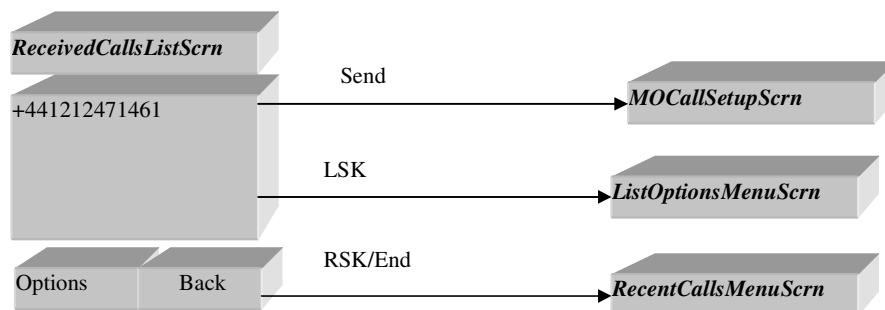 ReceivedCallsListScrn
Send
+441212471461
MOCallSetupScrn
LSK
ListOptionsMenuScrn
RSK/End
Options Back
RecentCallsMenuScrn